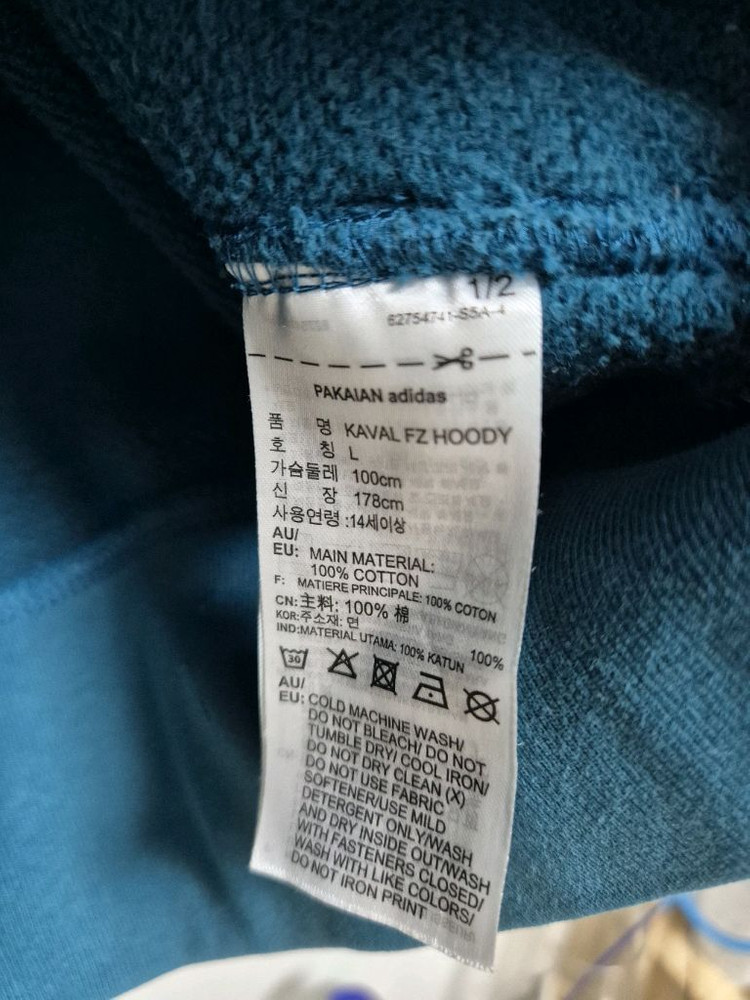 1/2
62754741-S5A-4
PAKAIAN adidas
품 명 KAVAL FZ HOODY
호 칭 L
가슴둘레 100cm
신 장 178cm
사용연령 :14세이상
AU/
EU: MAIN MATERIAL:
100% COTTON
F: MATIERE PRINCIPALE: 100% COTON
CN: 主料: 100% 棉
KOR:주소재: 면 100%
IND:MATERIAL UTAMA: 100% KATUN
30
AU/
EU: COLD MACHINE WASH/
DO NOT BLEACH/ DO NOT
TUMBLE DRY/ COOL IRON/
DO NOT DRY CLEAN (X)
DO NOT USE FABRIC
SOFTENER/USE MILD
DETERGENT ONLY/WASH
AND DRY INSIDE OUT/WASH
WITH FASTENERS CLOSED/
WASH WITH LIKE COLORS/
DO NOT IRON PRINT